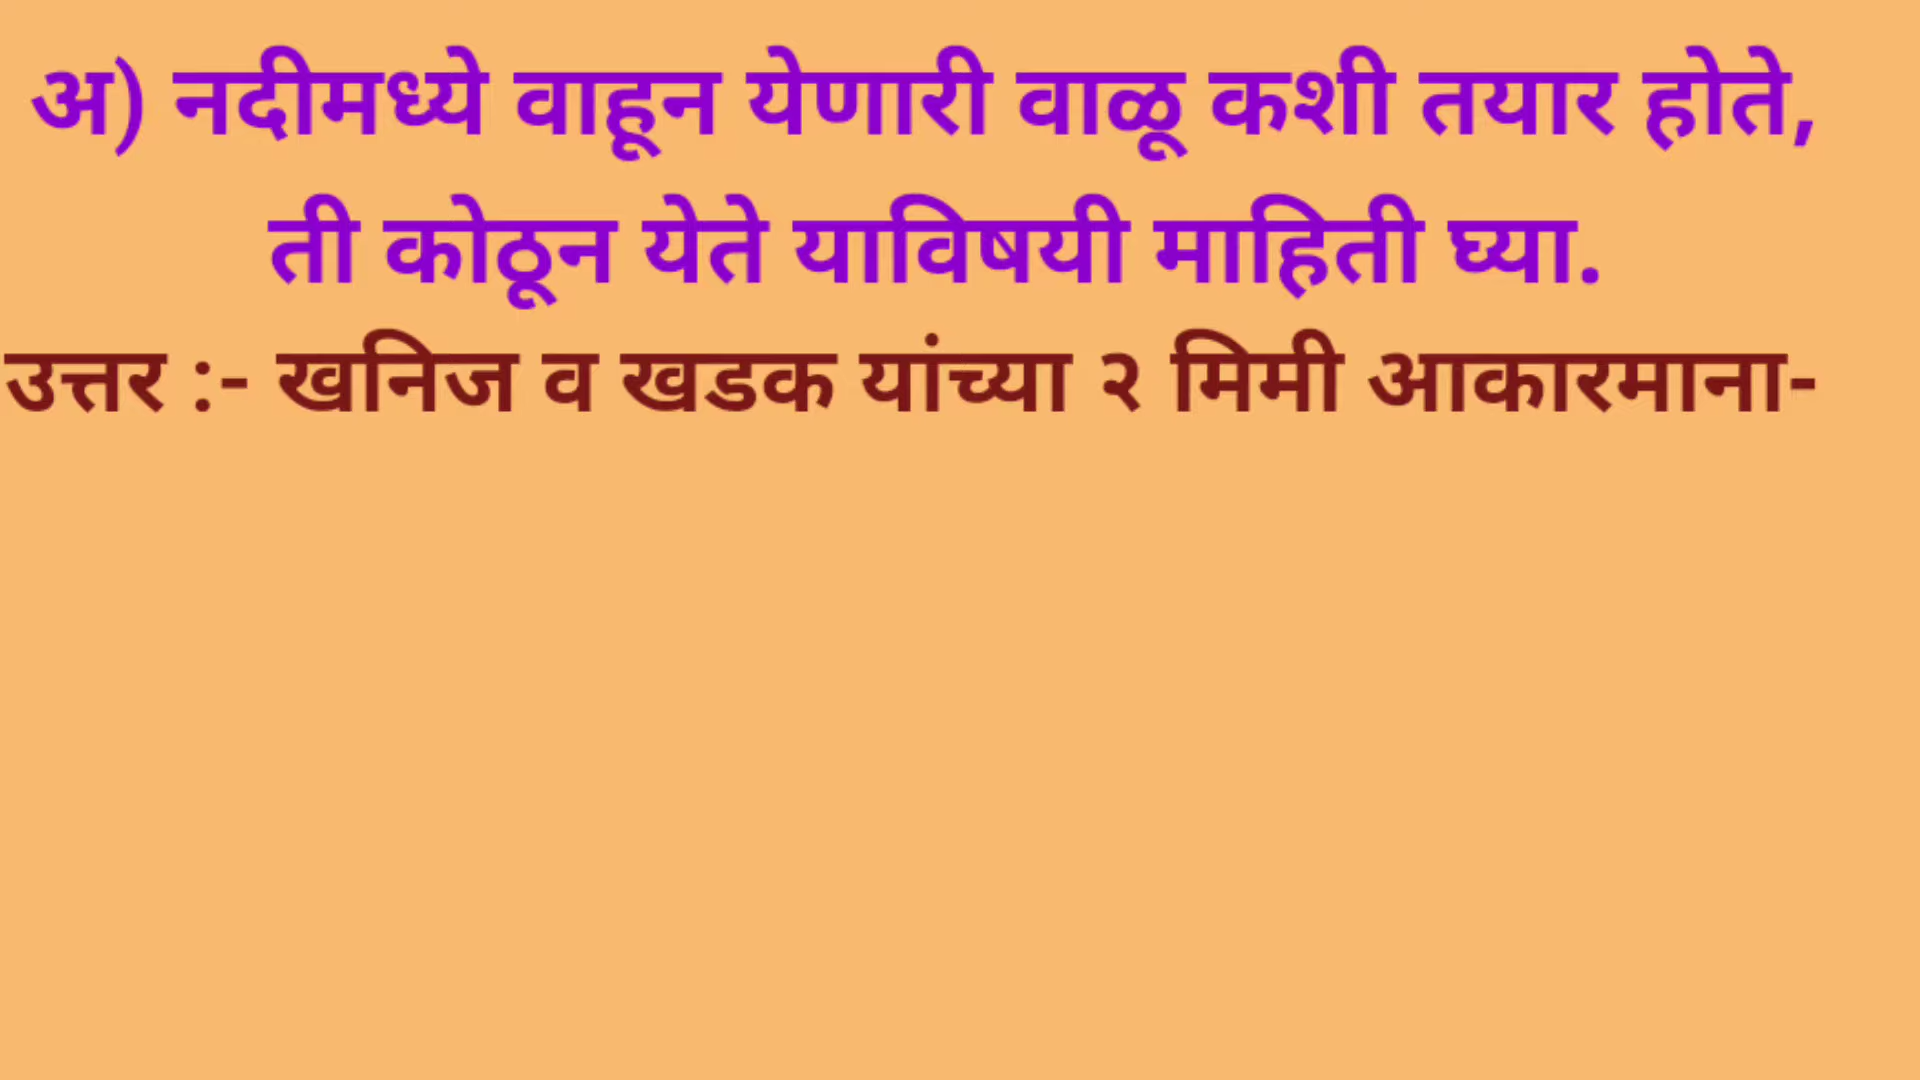 अ) नदीमध्ये वाहून येणारी वाळू कशी तयार होते,
ती कोठून येते याविषयी माहिती घ्या.
उत्तर :- खनिज व खडक यांच्या २ मिमी आकारमाना-